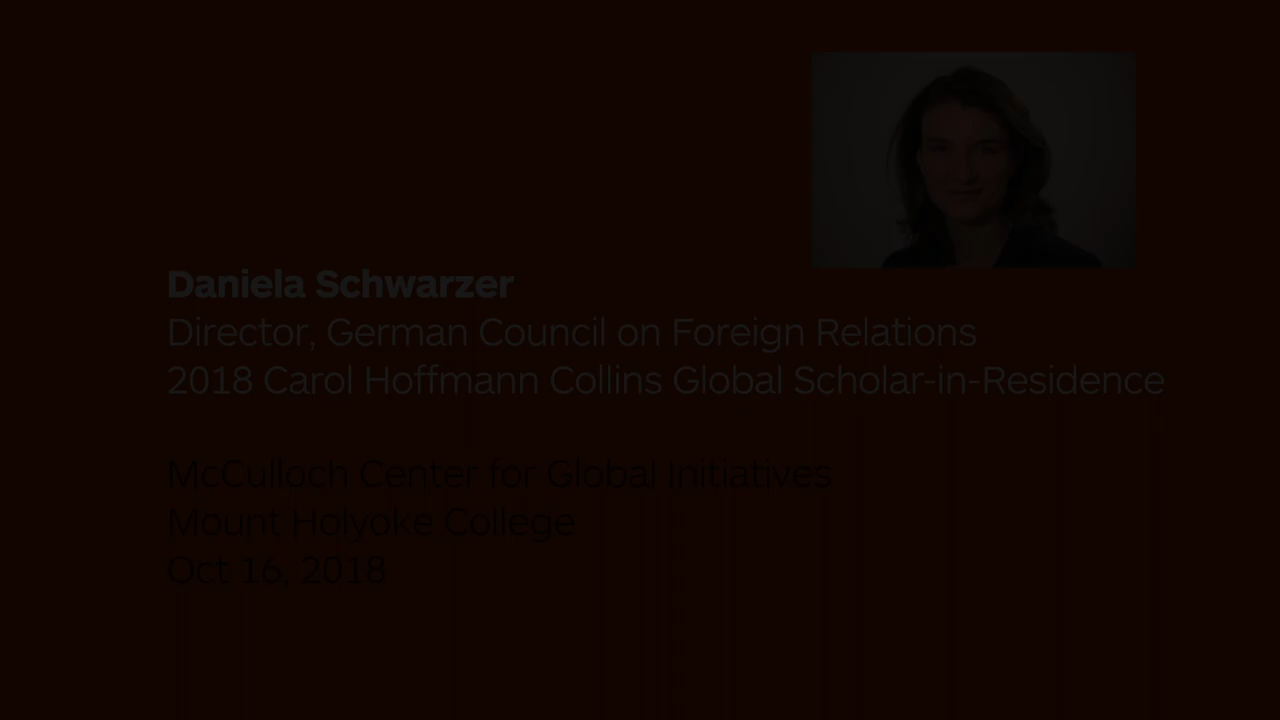 Daniela Schwarzer
Director, German Council on Foreign Relations
2018 Carol Hoffmann Collins Global Scholar-in-Residence
McCulloch Center for Global Initiatives
Mount Holyoke College
Oct 16, 2018